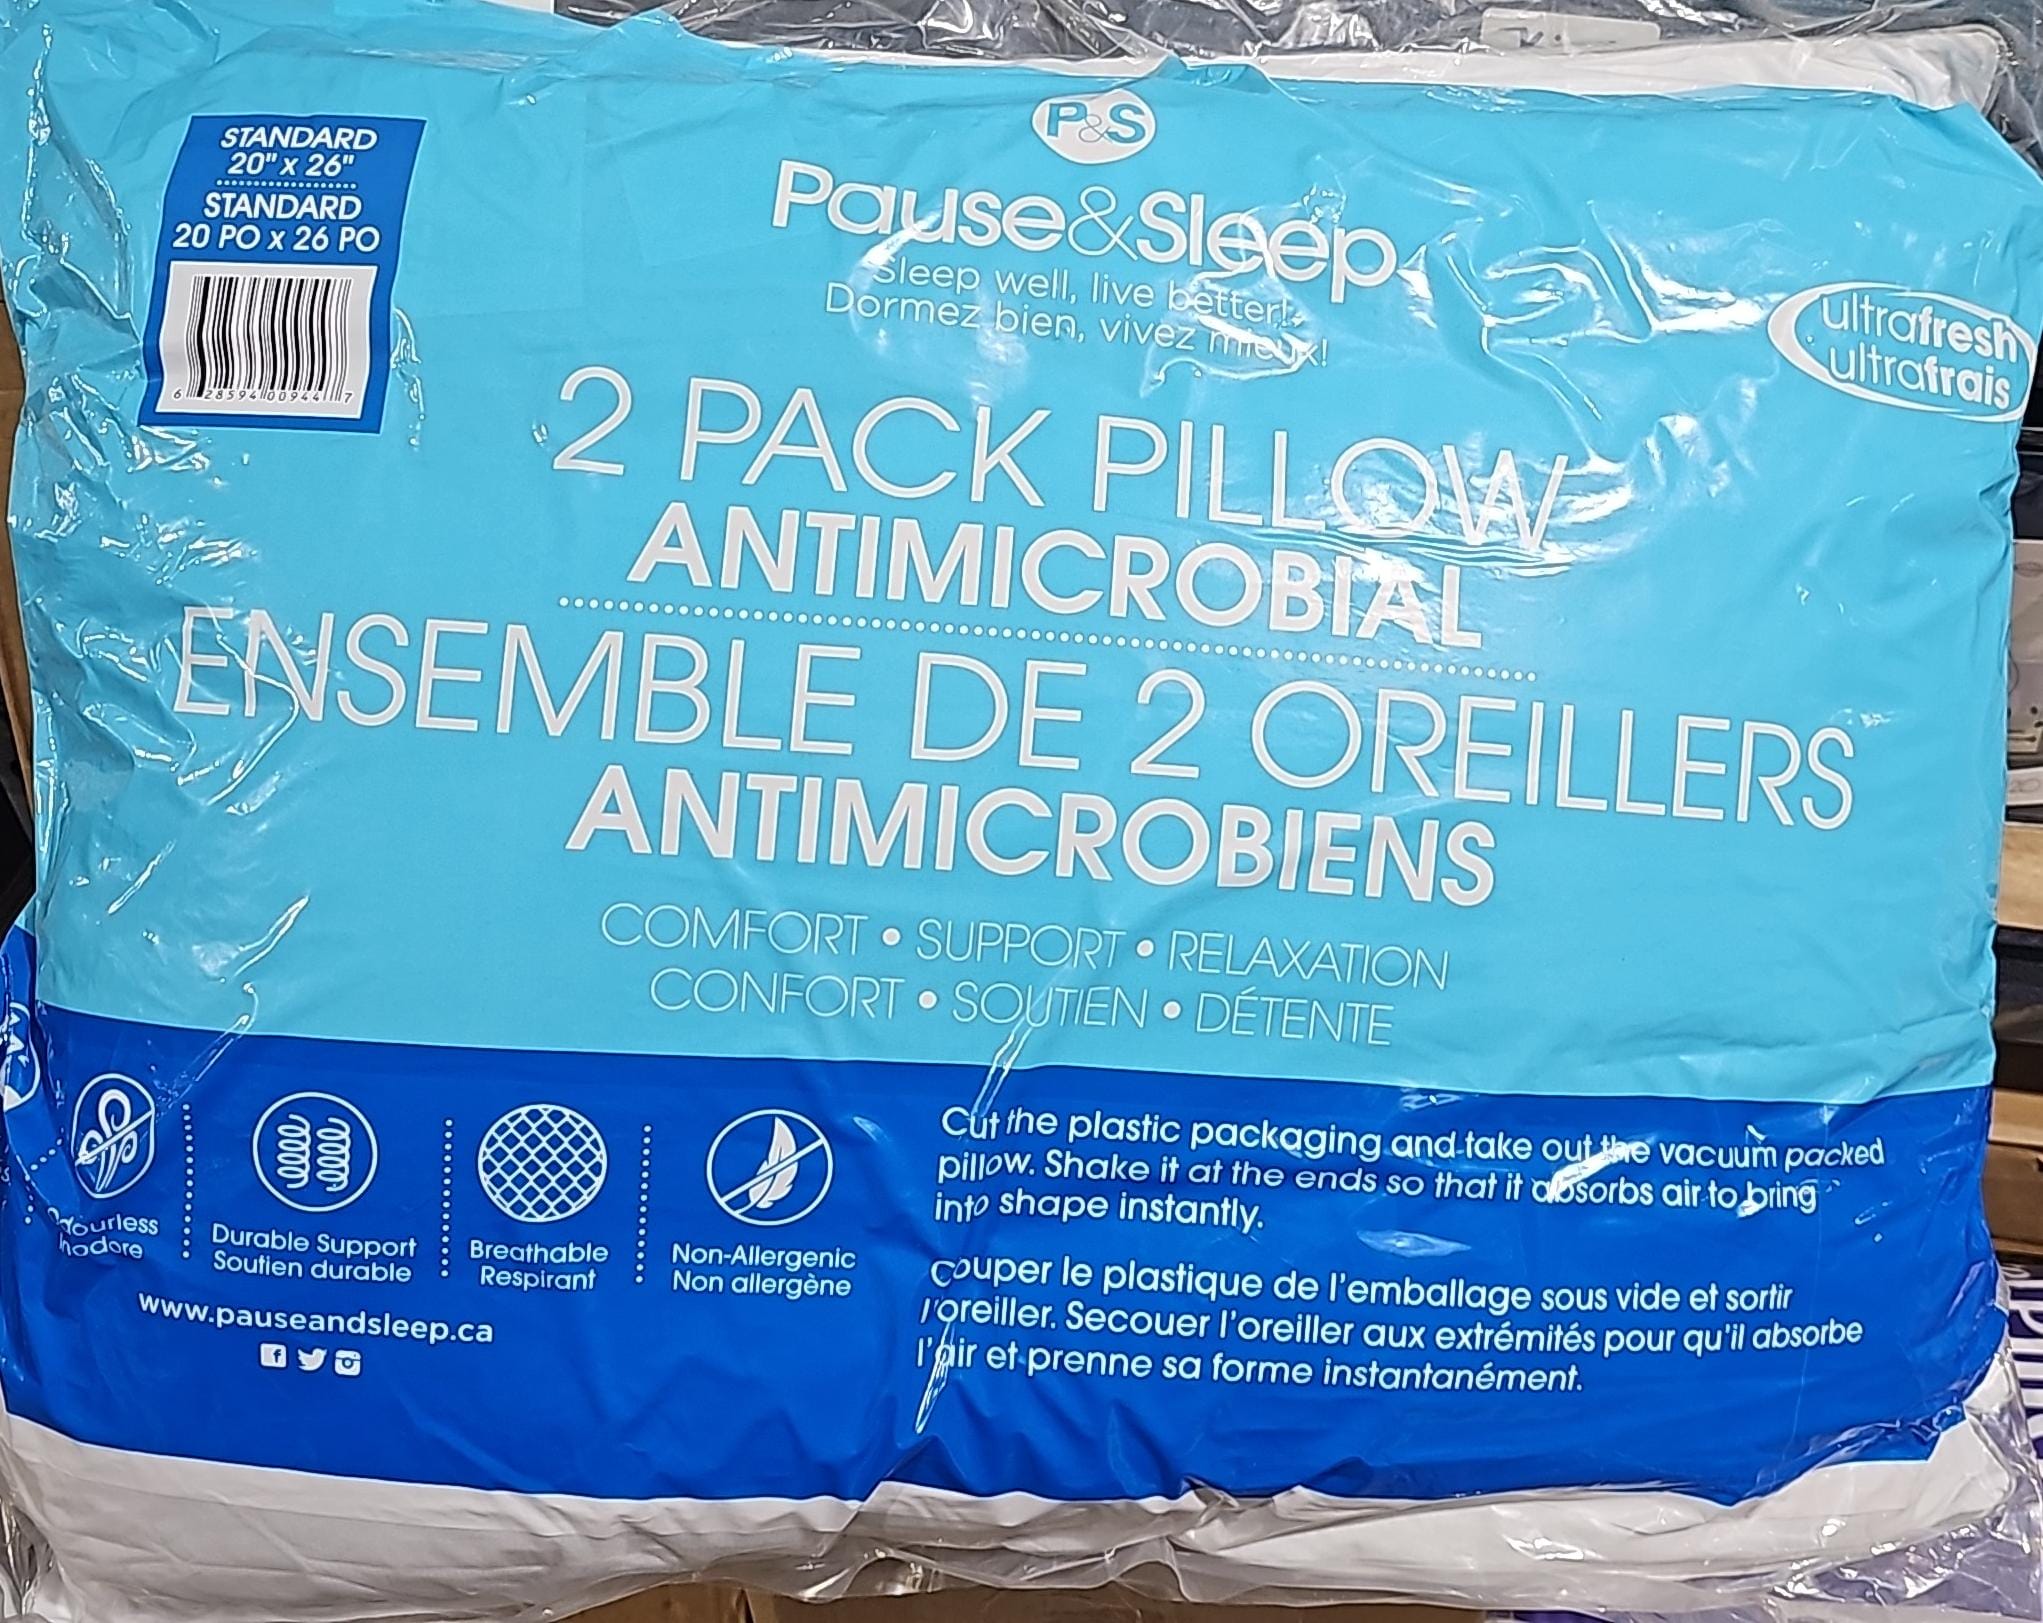 STANDARD
20" x 26"
STANDARD
20 PO x 26 PO
6 28594 00944 7
P&S
Pause&Sleep
Sleep well, live better!
Dormez bien, vivez mieux!
ultrafresh
ultrafrais
2 PACK PILLOW
ANTIMICROBIAL
ENSEMBLE DE 2 OREILLERS
ANTIMICROBIENS
COMFORT • SUPPORT • RELAXATION
CONFORT • SOUTIEN • DÉTENTE
Odourless
Inodore
Durable Support
Soutien durable
Breathable
Respirant
Non-Allergenic
Non allergène
www.pauseandsleep.ca
Cut the plastic packaging and take out the vacuum packed
pillow. Shake it at the ends so that it absorbs air to bring
into shape instantly.
Couper le plastique de l'emballage sous vide et sortir
l'oreiller. Secouer l'oreiller aux extrémités pour qu'il absorbe
l'air et prenne sa forme instantanément.